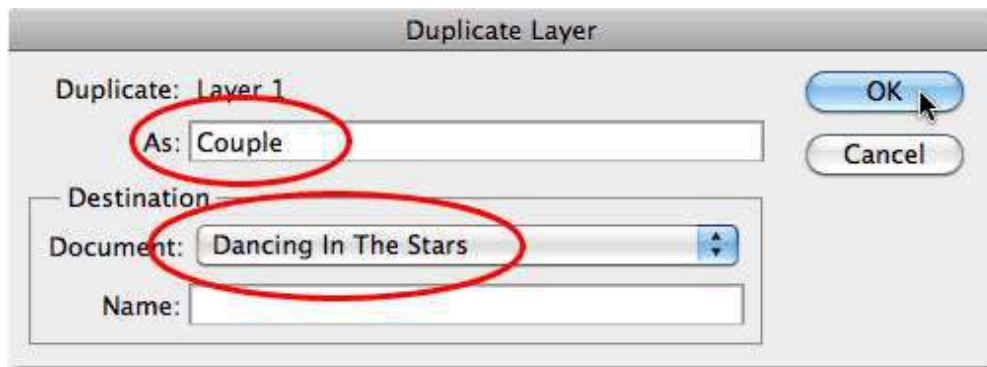 Duplicate Layer
Duplicate: Layer 1
OK
As: Couple
Cancel
Destination
Document: Dancing In The Stars
Name: